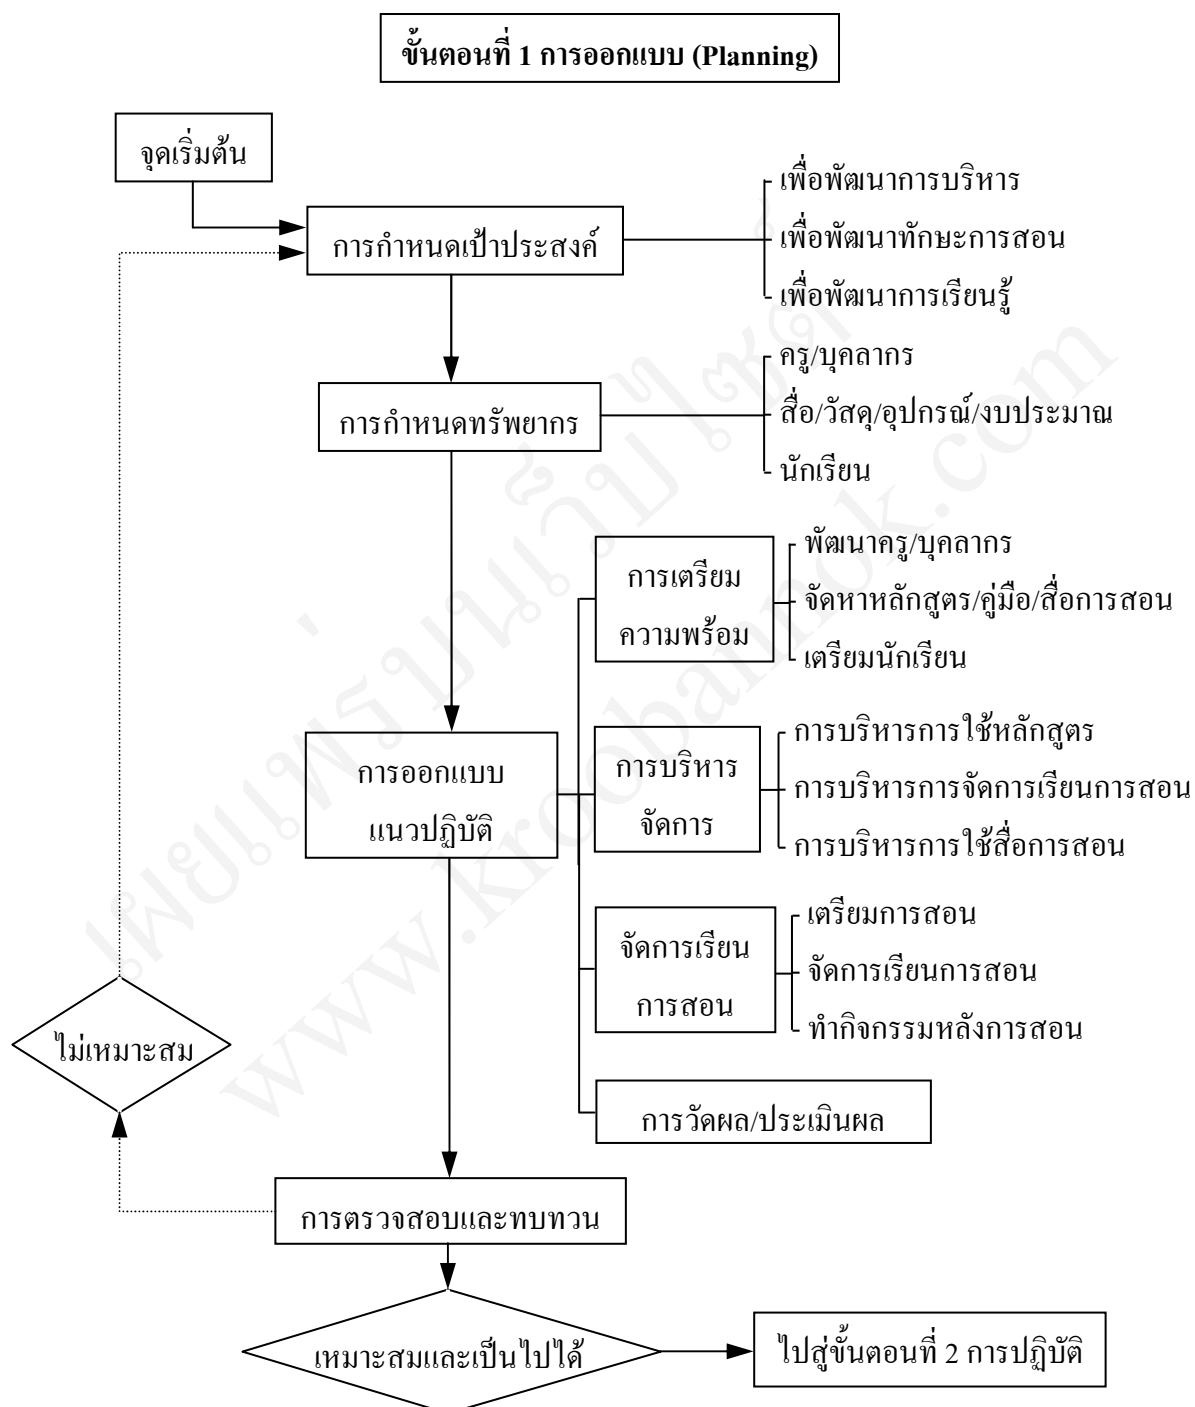 ขั้นตอนที่ 1 การออกแบบ (Planning)
จุดเริ่มต้น
การกำหนดเป้าประสงค์
เพื่อพัฒนาการบริหาร
เพื่อพัฒนาทักษะการสอน
เพื่อพัฒนาการเรียนรู้
การกำหนดทรัพยากร
ครู/บุคลากร
สื่อ/วัสดุ/อุปกรณ์/งบประมาณ
นักเรียน
การออกแบบ
แนวปฏิบัติ
การเตรียม
ความพร้อม
พัฒนาครู/บุคลากร
จัดหาหลักสูตร/คู่มือ/สื่อการสอน
เตรียมนักเรียน
การบริหาร
จัดการ
การบริหารการใช้หลักสูตร
การบริหารการจัดการเรียนการสอน
การบริหารการใช้สื่อการสอน
จัดการเรียน
การสอน
เตรียมการสอน
จัดการเรียนการสอน
ทำกิจกรรมหลังการสอน
การวัดผล/ประเมินผล
ไม่เหมาะสม
การตรวจสอบและทบทวน
เหมาะสมและเป็นไปได้
ไปสู่ขั้นตอนที่ 2 การปฏิบัติ
เผยแพร่บนเว็บไซต์
www.kroobannok.com